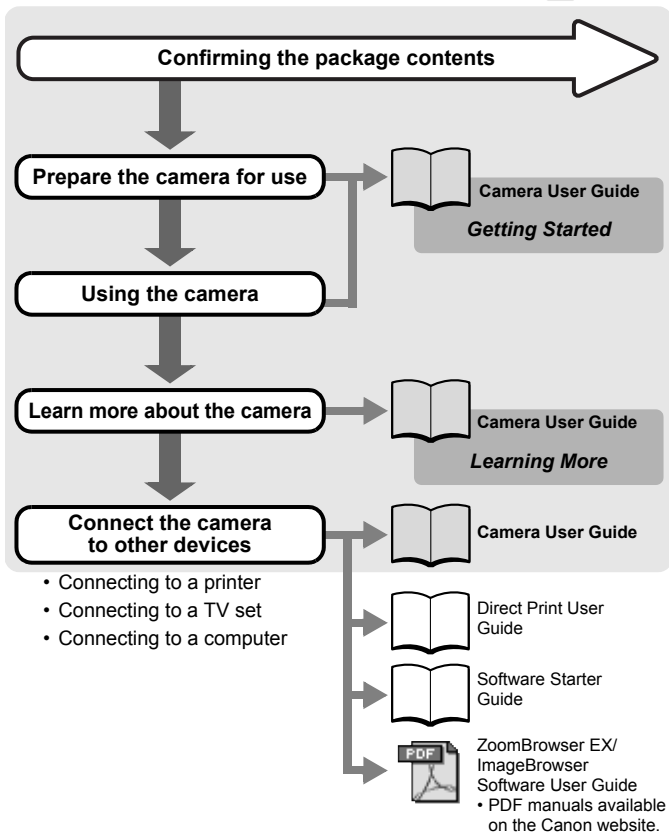 Confirming the package contents
Prepare the camera for use
Camera User Guide
Getting Started
Using the camera
Learn more about the camera
Camera User Guide
Learning More
Connect the camera
to other devices
Camera User Guide
• Connecting to a printer
• Connecting to a TV set
• Connecting to a computer
Direct Print User
Guide
Software Starter
Guide
PDF
ZoomBrowser EX/
ImageBrowser
Software User Guide
• PDF manuals available
on the Canon website.